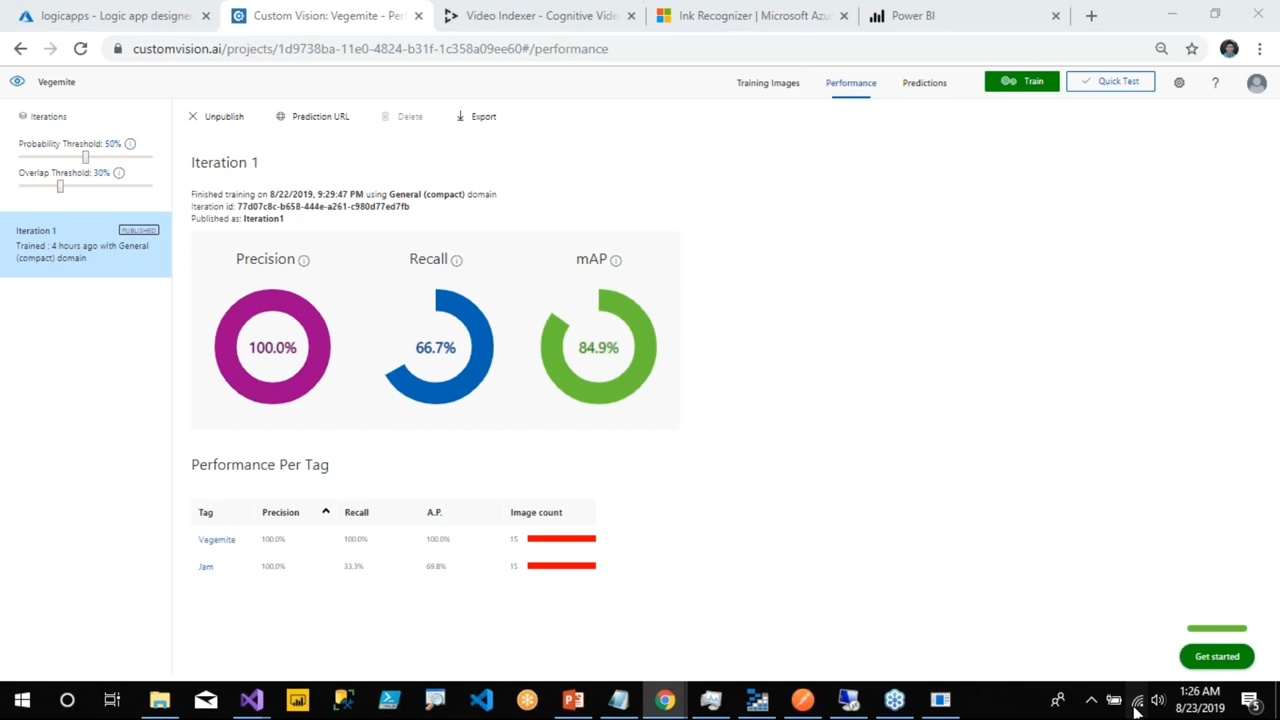 logicapps - Logic app designer
Custom Vision: Vegemite - Per
Video Indexer - Cognitive Vide
Ink Recognizer | Microsoft Azu
Power BI
customvision.ai/projects/1d9738ba-11e0-4824-b31f-1c358a09ee60#/performance
Vegemite
Training Images
Performance
Predictions
Train
Quick Test
?
Iterations
Unpublish
Prediction URL
Delete
Export
Probability Threshold: 50%
Overlap Threshold: 30%
Iteration 1
PUBLISHED
Trained : 4 hours ago with General
(compact) domain
Iteration 1
Finished training on 8/22/2019, 9:29:47 PM using General (compact) domain
Iteration id: 77d07c8c-b658-444e-a261-c980d77ed7fb
Published as: Iteration1
Precision
Recall
mAP
100.0%
66.7%
84.9%
Performance Per Tag
Tag Precision Recall A.P. Image count
Vegemite 100.0% 100.0% 100.0% 15
Jam 100.0% 33.3% 69.8% 15
Get started
1:26 AM
8/23/2019
5